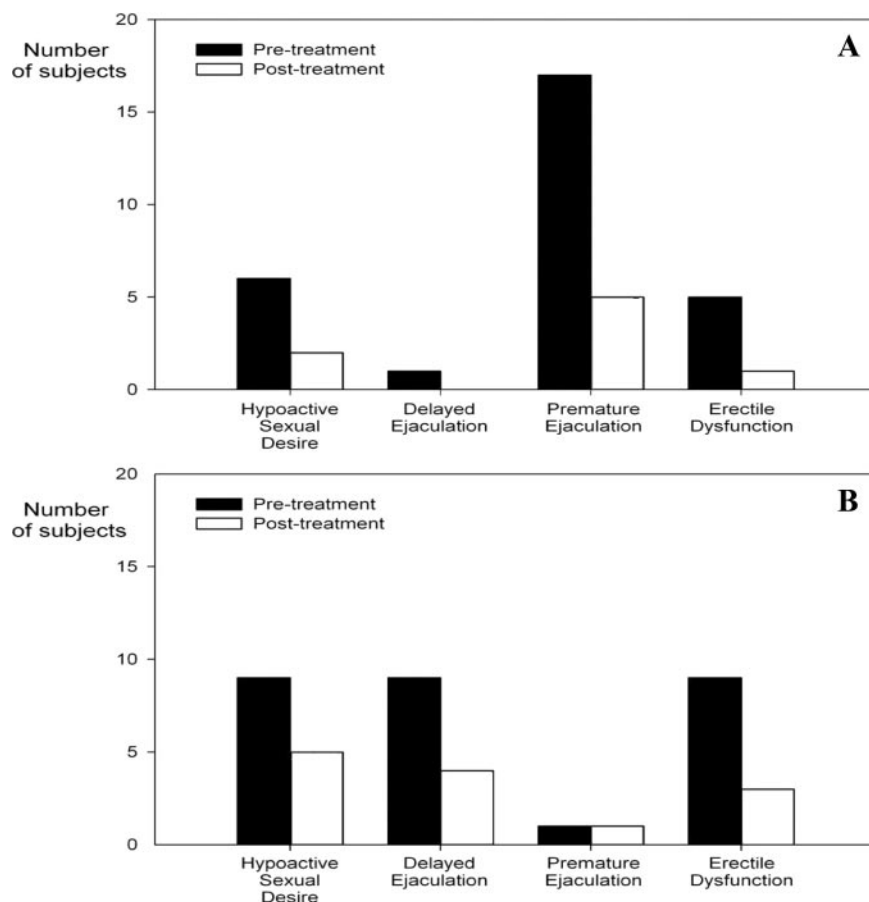 20
Number
of subjects
Pre-treatment
Post-treatment
A
15
10
5
0
Hypoactive
Sexual
Desire
Delayed
Ejaculation
Premature
Ejaculation
Erectile
Dysfunction
20
Number
of subjects
Pre-treatment
Post-treatment
B
15
10
5
0
Hypoactive
Sexual
Desire
Delayed
Ejaculation
Premature
Ejaculation
Erectile
Dysfunction